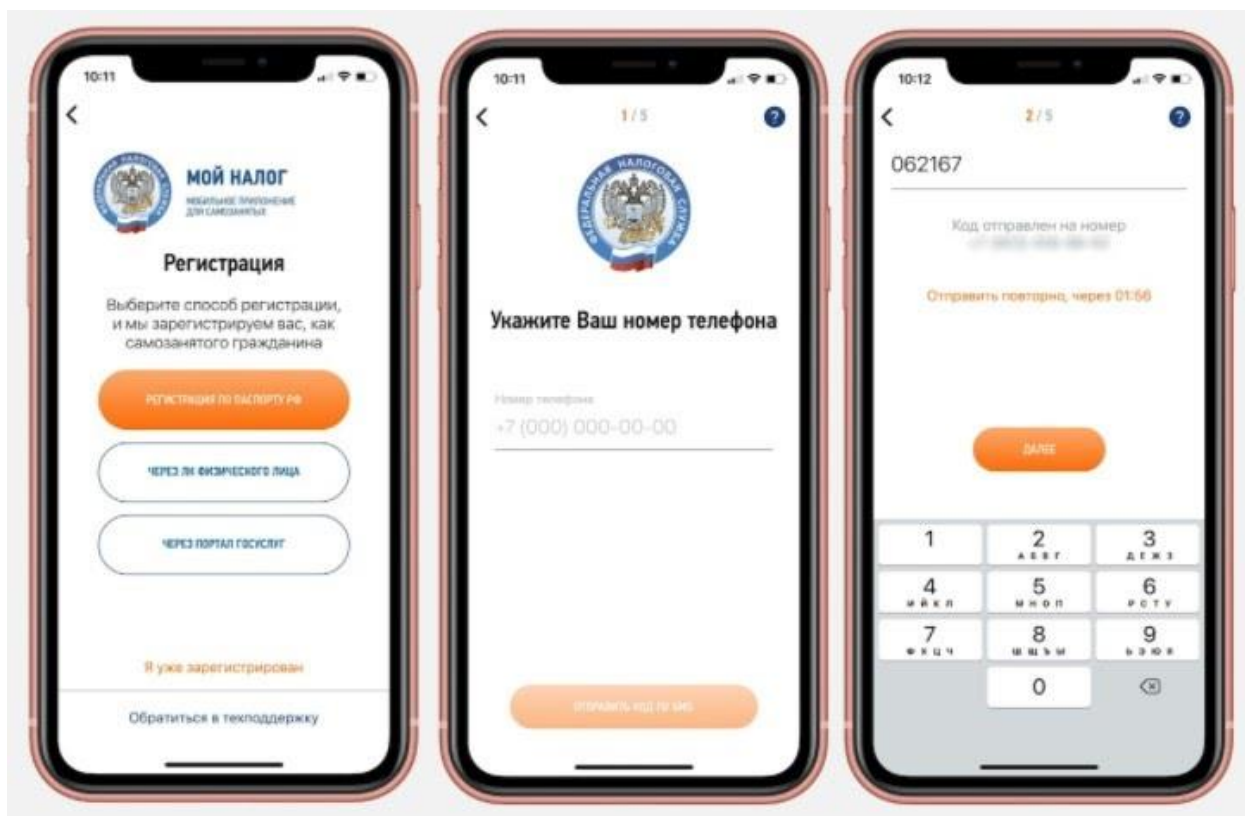 10:11
МОЙ НАЛОГ
МОБИЛЬНОЕ ПРИЛОЖЕНИЕ
ДЛЯ САМОЗАНЯТЫХ
Регистрация
Выберите способ регистрации,
и мы зарегистрируем вас, как
самозанятого гражданина
РЕГИСТРАЦИЯ ПО ПАСПОРТУ РФ
ЧЕРЕЗ ЛК ФИЗИЧЕСКОГО ЛИЦА
ЧЕРЕЗ ПОРТАЛ ГОСУСЛУГ
Я уже зарегистрирован
Обратиться в техподдержку
10:11
1 / 5
?
ФЕДЕРАЛЬНАЯ НАЛОГОВАЯ СЛУЖБА
Укажите Ваш номер телефона
Номер телефона
+7 (000) 000-00-00
ОТПРАВИТЬ КОД ПО SMS
10:12
2 / 5
?
062167
Код отправлен на номер
Отправить повторно, через 01:56
ДАЛЕЕ
1
2
3
АБВГ
ДЕЖЗ
4
5
6
ИЙКЛ
МНОП
РСТУ
7
8
9
ФХЦЧ
ШЩЪЫ
ЬЭЮЯ
0